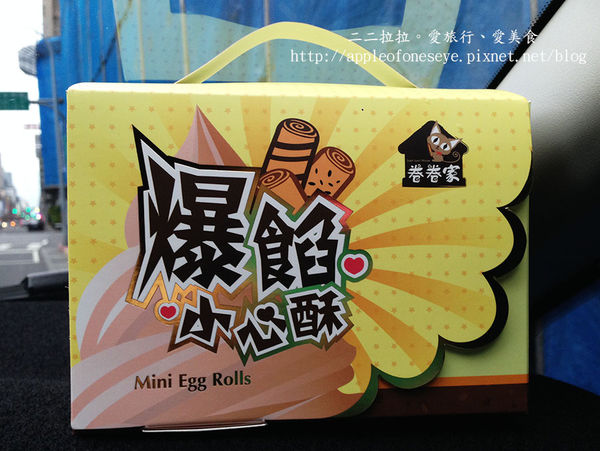 二二拉拉。愛旅行、愛美食
http://appleofoneseye.pixnet.net/blog
卷卷家
爆餡
小心酥
Mini Egg Rolls